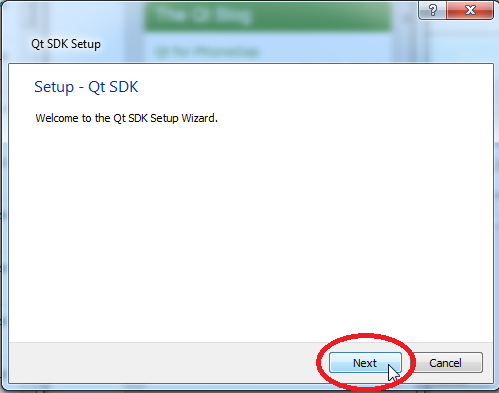 The Qt Blog
Qt for PhoneGap
?
Qt SDK Setup
Setup - Qt SDK
Welcome to the Qt SDK Setup Wizard.
Next
Cancel